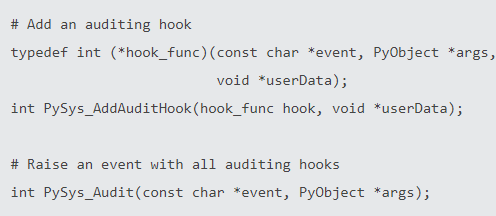 # Add an auditing hook
typedef int (*hook_func)(const char *event, PyObject *args,
                         void *userData);
int PySys_AddAuditHook(hook_func hook, void *userData);

# Raise an event with all auditing hooks
int PySys_Audit(const char *event, PyObject *args);